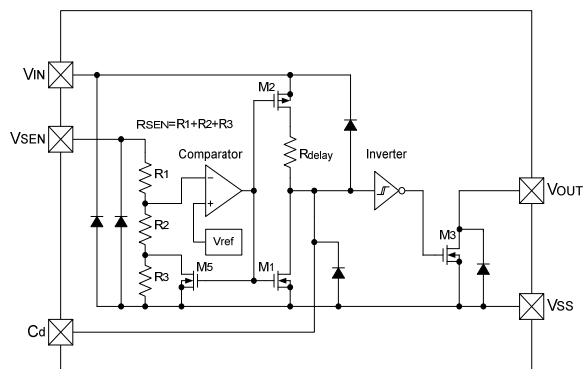 VIN
VSEN
RSEN=R1+R2+R3
M2
Comparator
Rdelay
Inverter
R1
−
+
R2
Vref
VOUT
M3
R3
M5
M1
VSS
Cd